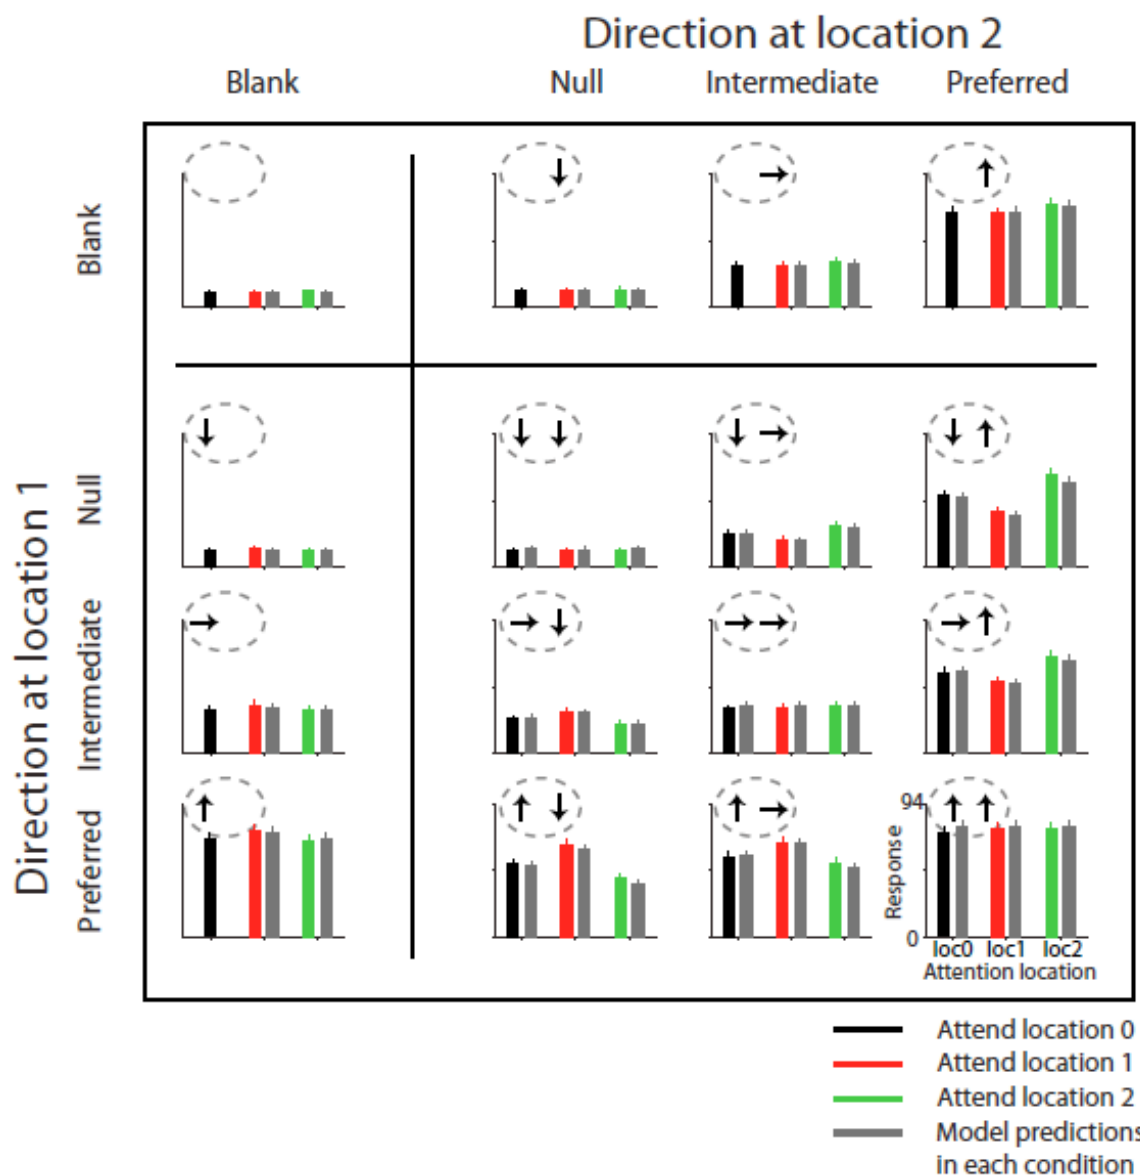 Direction at location 2
Blank Null Intermediate Preferred
Direction at location 1
Blank
Null
Intermediate
Preferred
94
Response
0
loc0 loc1 loc2
Attention location
Attend location 0
Attend location 1
Attend location 2
Model predictions
in each condition